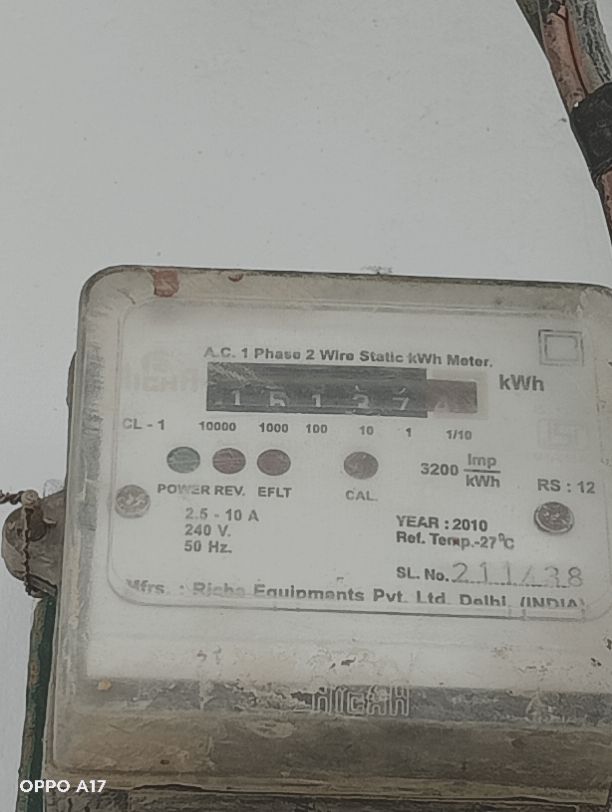 A.C. 1 Phase 2 Wire Static kWh Meter.
kWh
CL - 1 10000 1000 100 10 1 1/10
3200 Imp/kWh
POWER REV. EFLT CAL. RS : 12
2.5 - 10 A
240 V.
50 Hz.
YEAR : 2010
Ref. Temp.-27°C
SL. No. 211438
Mfrs. : Richa Equipments Pvt. Ltd. Delhi. (INDIA)
OPPO A17